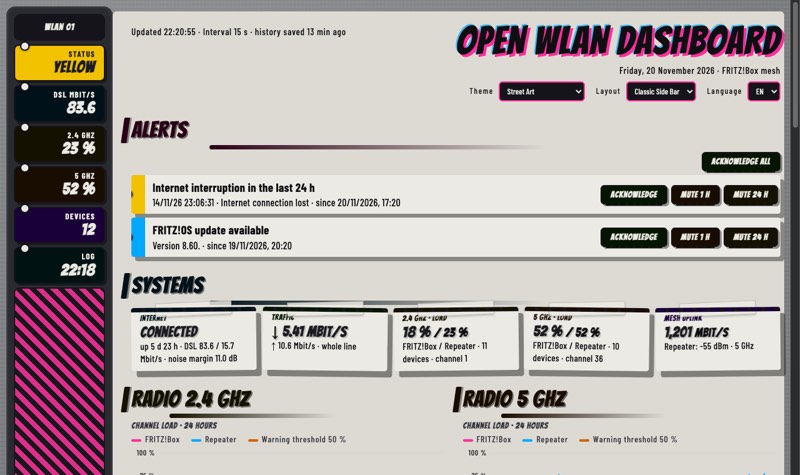 WLAN 01
STATUS
YELLOW
DSL MBIT/S
83.6
2.4 GHZ
23 %
5 GHZ
52 %
DEVICES
12
LOG
22:18
Updated 22:20:55 · Interval 15 s · history saved 13 min ago
OPEN WLAN DASHBOARD
Friday, 20 November 2026 · FRITZ!Box mesh
Theme Street Art Layout Classic Side Bar Language EN
ALERTS
ACKNOWLEDGE ALL
Internet interruption in the last 24 h
14/11/26 23:06:31 · Internet connection lost · since 20/11/2026, 17:20
ACKNOWLEDGE MUTE 1 H MUTE 24 H
FRITZ!OS update available
Version 8.60. · since 19/11/2026, 20:20
ACKNOWLEDGE MUTE 1 H MUTE 24 H
SYSTEMS
INTERNET
CONNECTED
up 5 d 23 h · DSL 83.6 / 15.7
Mbit/s · noise margin 11.0 dB
TRAFFIC
↓ 5.41 MBIT/S
↑ 10.6 Mbit/s · whole line
2.4 GHZ · LOAD
18 % / 23 %
FRITZ!Box / Repeater · 11
devices · channel 1
5 GHZ · LOAD
52 % / 52 %
FRITZ!Box / Repeater · 10
devices · channel 36
MESH UPLINK
1,201 MBIT/S
Repeater: -55 dBm · 5 GHz
RADIO 2.4 GHZ
CHANNEL LOAD · 24 HOURS
FRITZ!Box Repeater Warning threshold 50 %
100 %
RADIO 5 GHZ
CHANNEL LOAD · 24 HOURS
FRITZ!Box Repeater Warning threshold 50 %
100 %